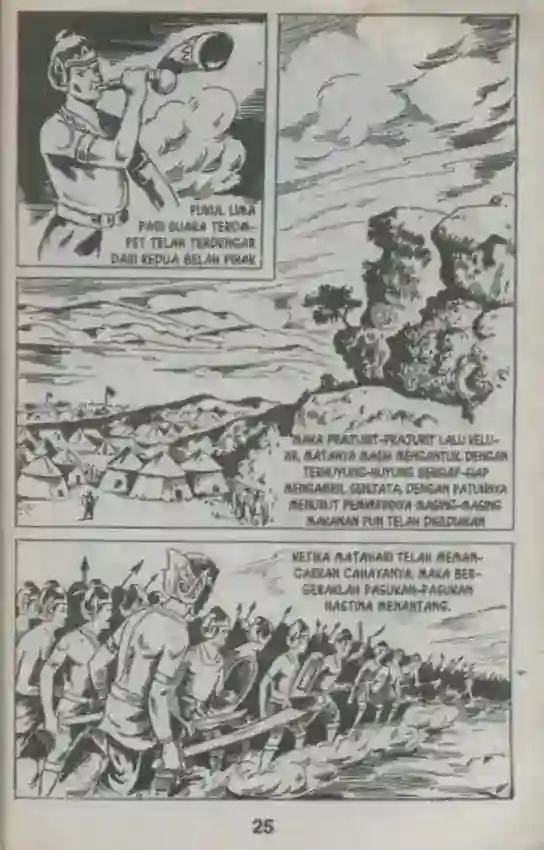 PUKUL LIMA
PAGI SUARA TEROM-
PET TELAH TERDENGAR
DARI KEDUA BELAH PIHAK
MAKA PRAJURIT-PRAJURIT LALU KELU-
AR, MATANYA MASIH MENGANTUK, DENGAN
TERHUYUNG-HUYUNG BERSIAP-SIAP
MENGAMBIL SENJATA, DENGAN PATUHNYA
MENURUT PEMIMPINNYA MASING-MASING
MAKANAN PUN TELAH DISEDIAKAN
KETIKA MATAHARI TELAH MEMAN-
CARKAN CAHAYANYA, MAKA BER-
GERAKLAH PASUKAN-PASUKAN
HASTINA MENANTANG.
25